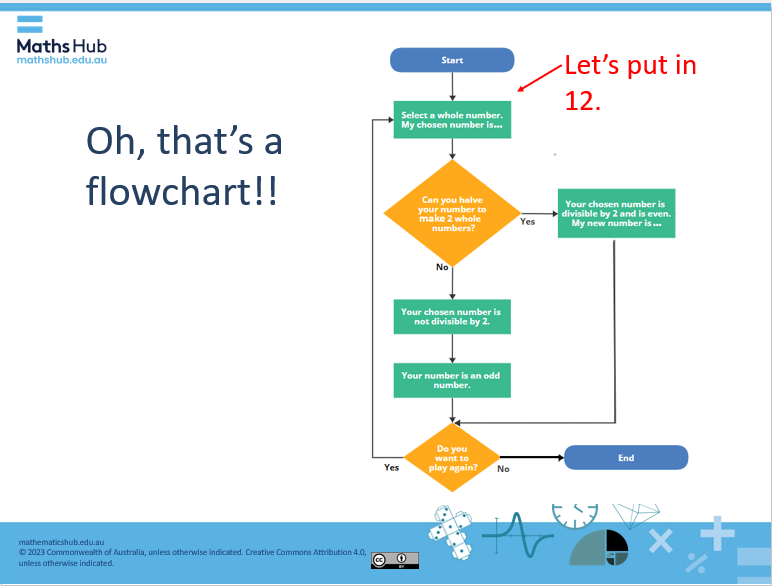 Maths Hub
mathshub.edu.au
Oh, that’s a
flowchart!!
Start
Let’s put in
12.
Select a whole number.
My chosen number is...
Can you halve
your number to
make 2 whole
numbers?
Yes
Your chosen number is
divisible by 2 and is even.
My new number is...
No
Your chosen number is
not divisible by 2.
Your number is an odd
number.
Do you
want to
play again?
Yes
No
End
mathematicshub.edu.au
© 2023 Commonwealth of Australia, unless otherwise indicated. Creative Commons Attribution 4.0,
unless otherwise indicated.
cc
BY